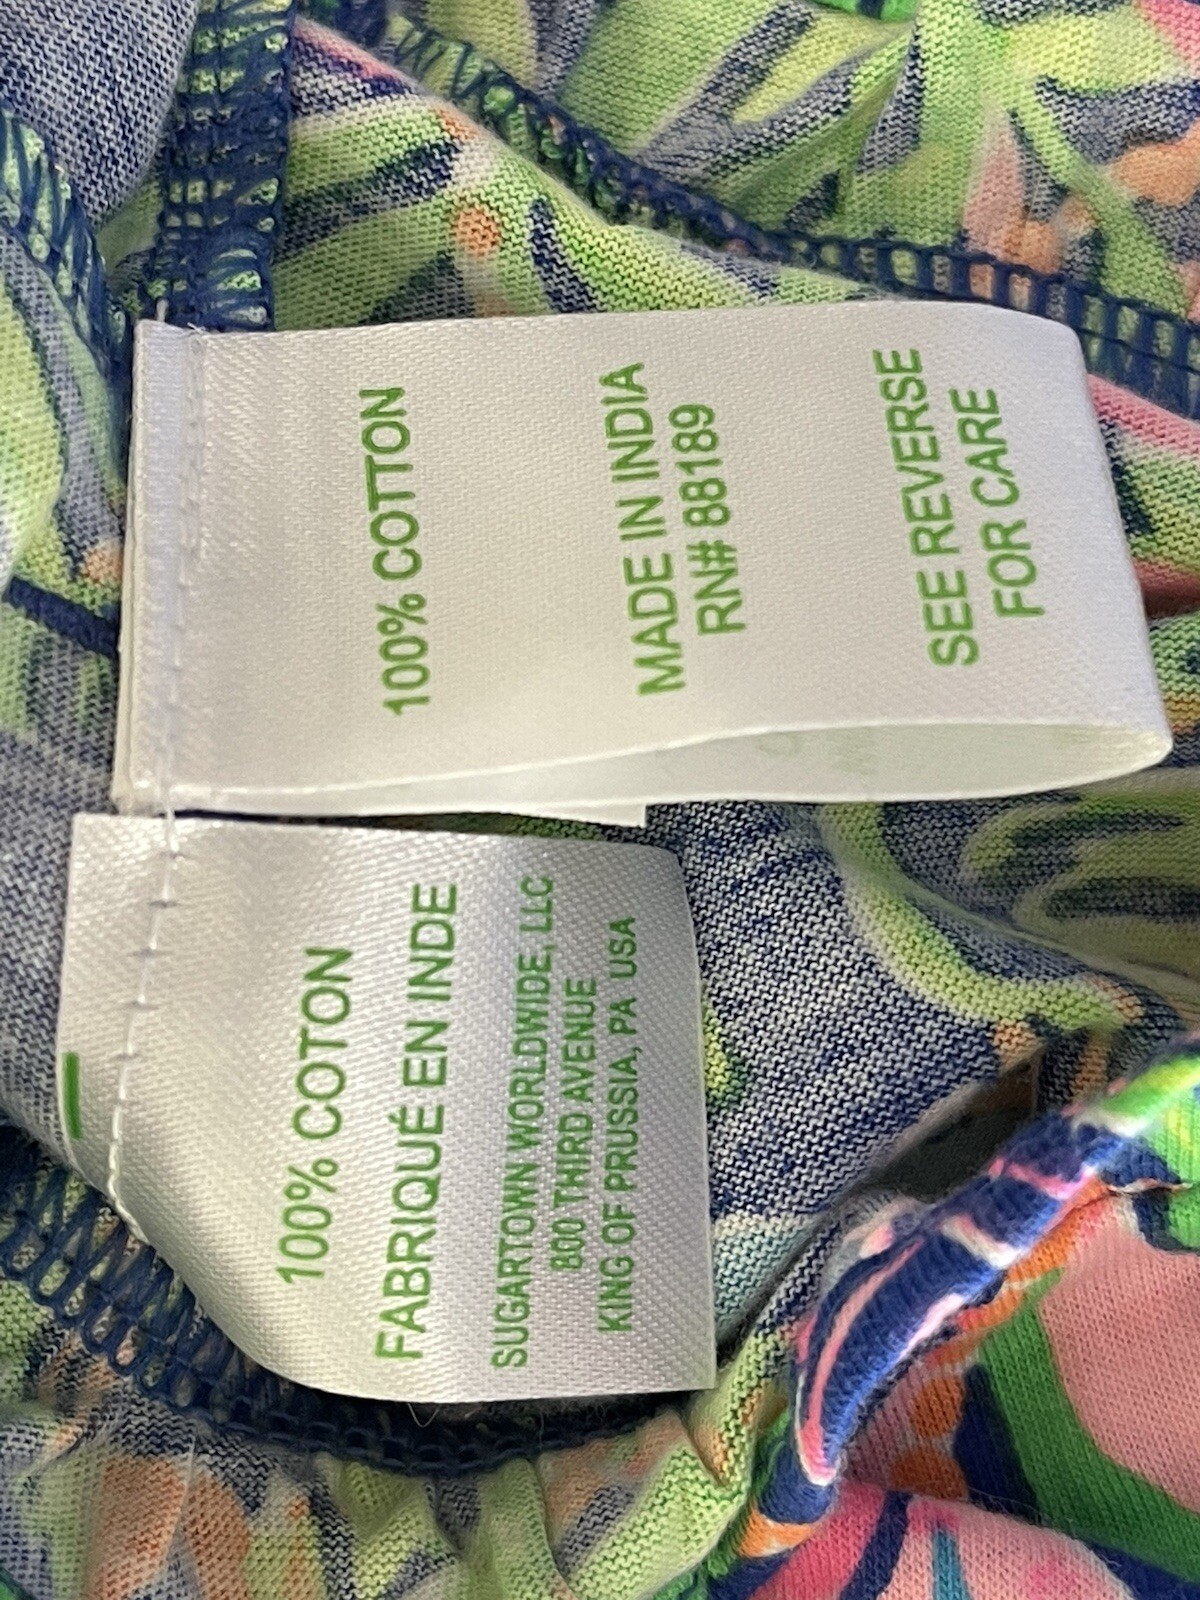 100% COTTON
MADE IN INDIA
RN# 88189
SEE REVERSE
FOR CARE
100% COTON
FABRIQUÉ EN INDE
SUGARTOWN WORLDWIDE, LLC
800 THIRD AVENUE
KING OF PRUSSIA, PA USA